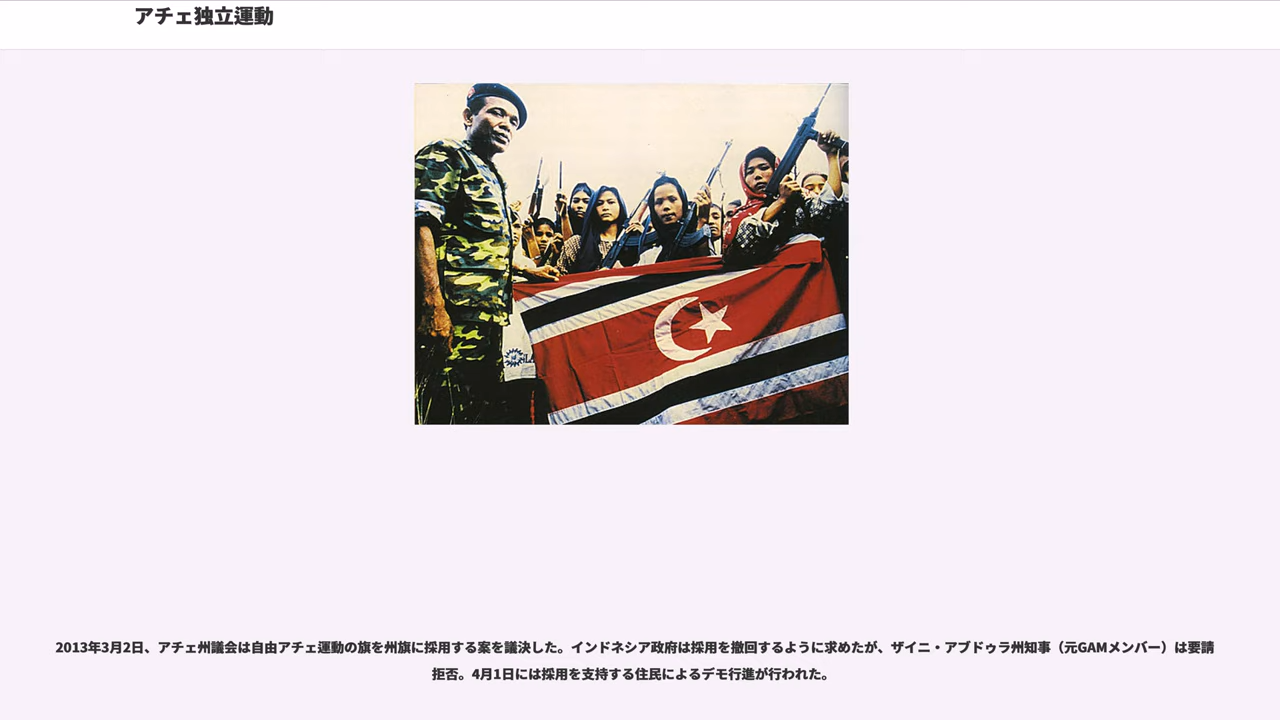 アチェ独立運動
2013年3月2日、アチェ州議会は自由アチェ運動の旗を州旗に採用する案を議決した。インドネシア政府は採用を撤回するように求めたが、ザイニ・アブドゥラ州知事（元GAMメンバー）は要請
拒否。4月1日には採用を支持する住民によるデモ行進が行われた。